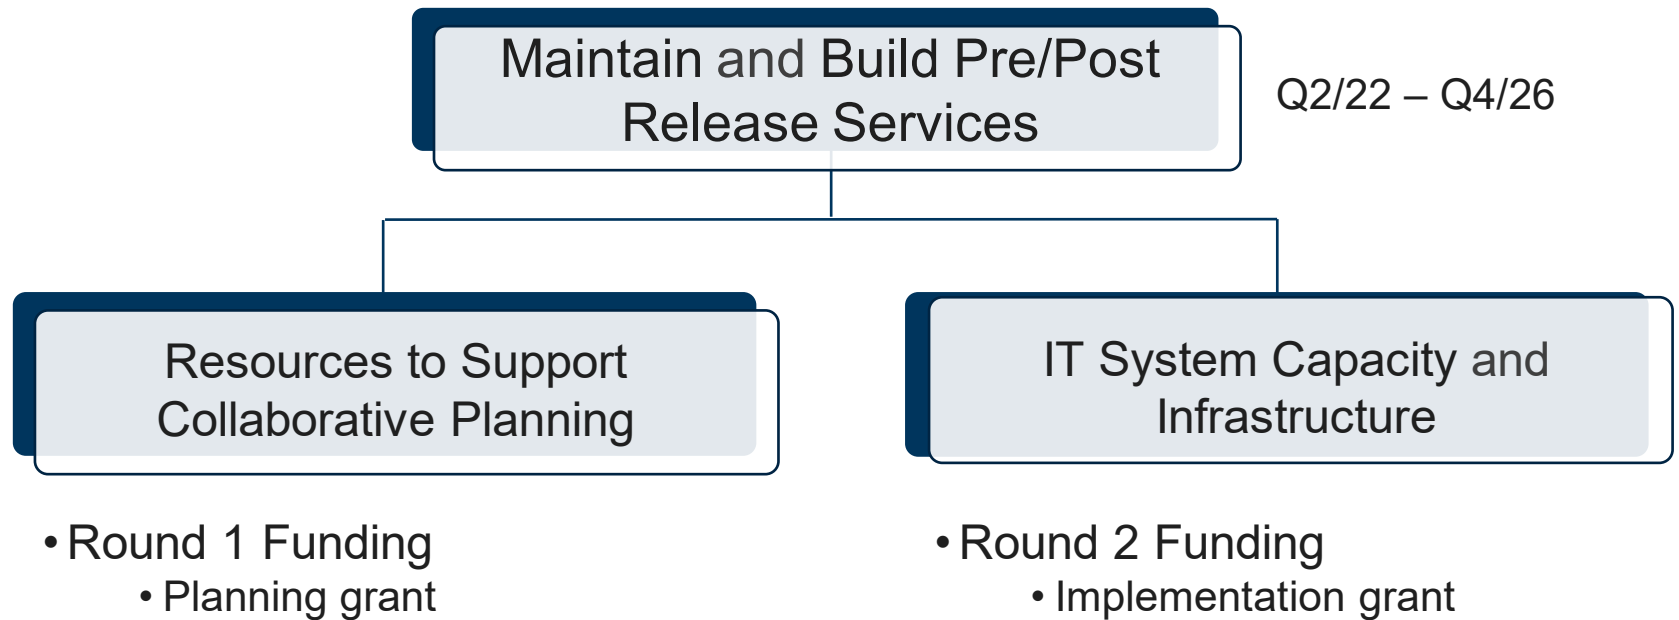 Maintain and Build Pre/Post
Release Services
Q2/22 – Q4/26
Resources to Support
Collaborative Planning
IT System Capacity and
Infrastructure
• Round 1 Funding
• Planning grant
• Round 2 Funding
• Implementation grant